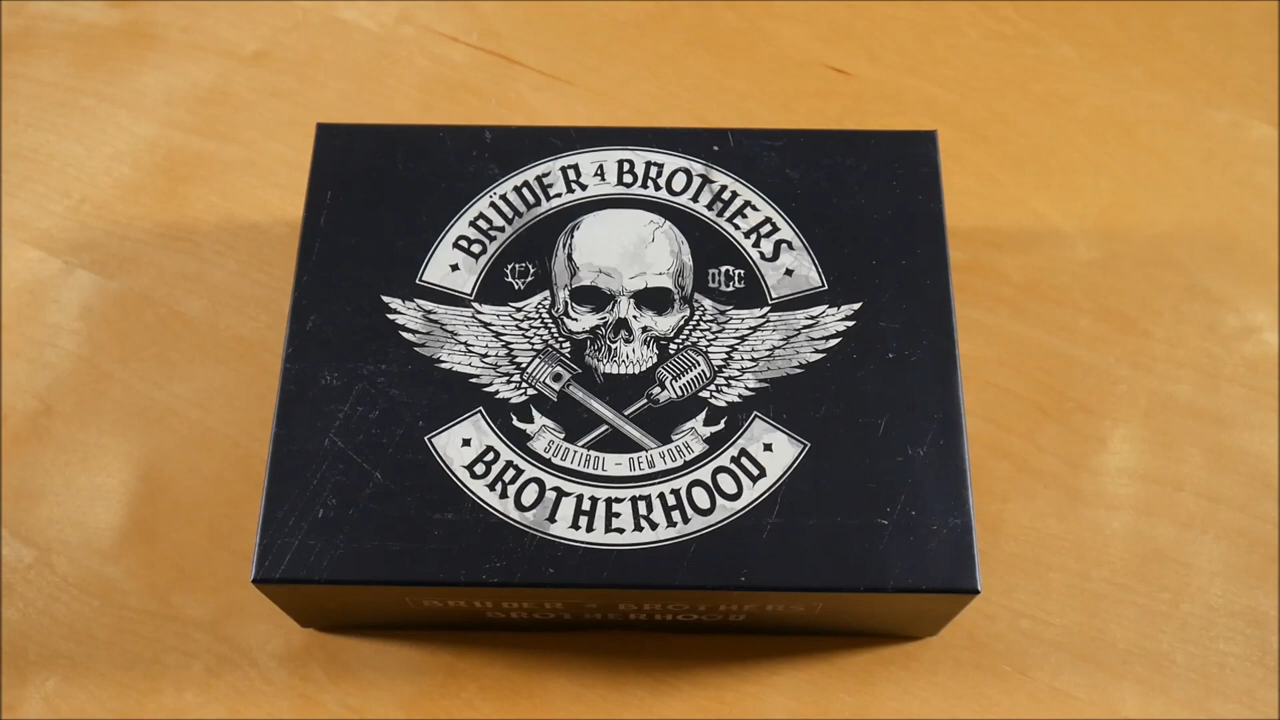 BRÜDER 4 BROTHERS
FW
OCC
SÜDTIROL – NEW YORK
BROTHERHOOD
BRÜDER 4 BROTHERS
BROTHERHOOD